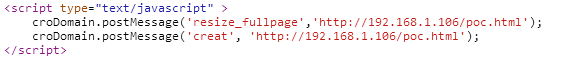 <script type="text/javascript" >
    croDomain.postMessage('resize_fullpage','http://192.168.1.106/poc.html');
    croDomain.postMessage('creat', 'http://192.168.1.106/poc.html');
</script>